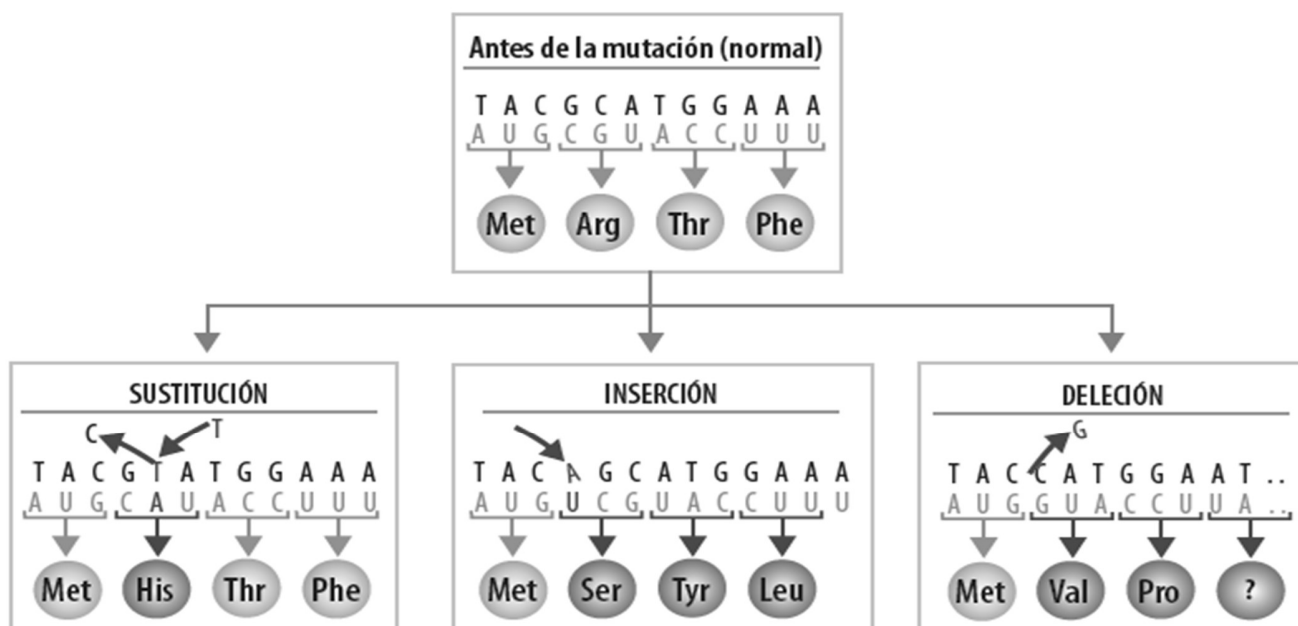 Antes de la mutación (normal)
T A C G C A T G G A A A
A U G C G U A C C U U U
Met Arg Thr Phe
SUSTITUCIÓN
C T
T A C G T A T G G A A A
A U G C A U A C C U U U
Met His Thr Phe
INSERCIÓN
T A C A G C A T G G A A A
A U G U C G U A C C U U U
Met Ser Tyr Leu
DELECIÓN
G
T A C C A T G G A A T ..
A U G G U A C C U U A ..
Met Val Pro ?